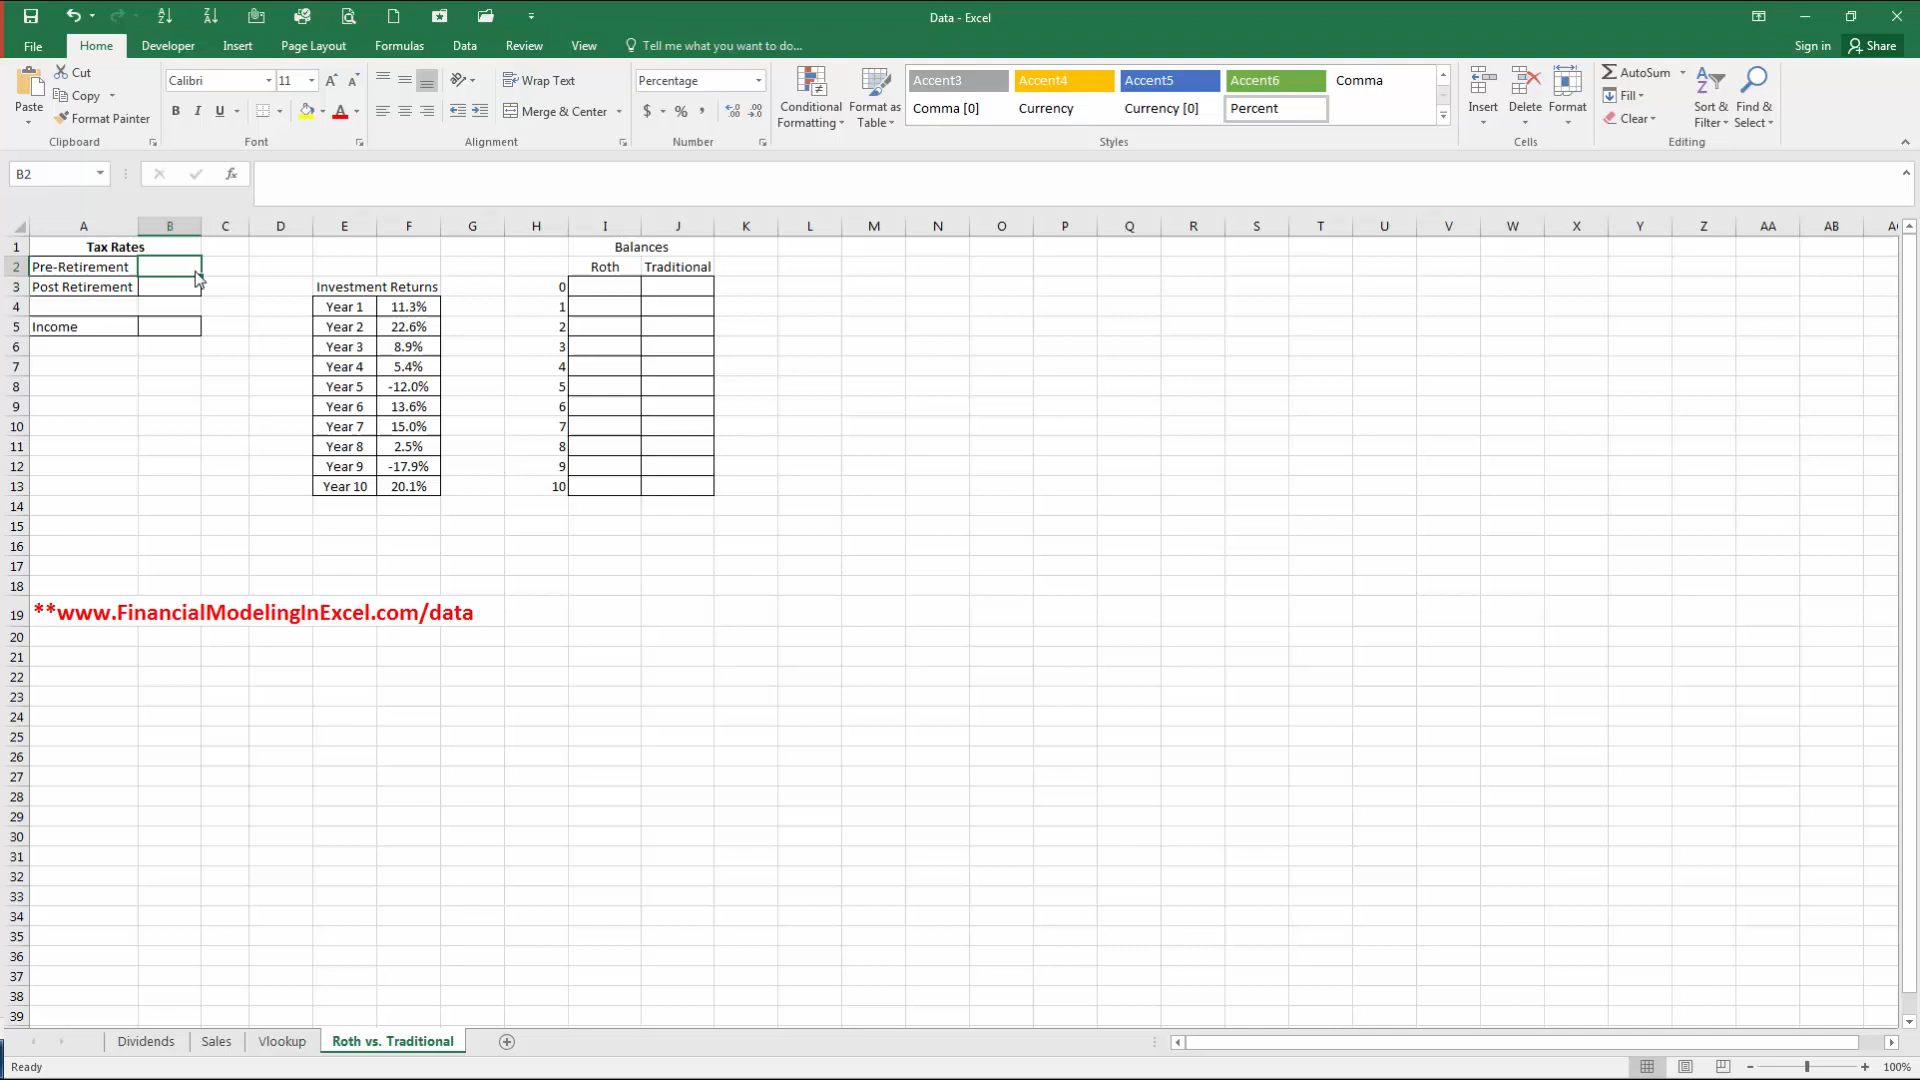 Data - Excel
File Home Developer Insert Page Layout Formulas Data Review View Tell me what you want to do... Sign in Share
Paste Cut Copy Format Painter Clipboard
Calibri 11 A A B I U A Font
Wrap Text Merge & Center Alignment
Percentage $ % , .0 .00 Number
Conditional Formatting Format as Table
Accent3 Accent4 Accent5 Accent6 Comma
Comma [0] Currency Currency [0] Percent
Styles
Insert Delete Format Cells
AutoSum Fill Clear Sort & Filter Find & Select Editing
B2 fx
A B C D E F G H I J K L M N O P Q R S T U V W X Y Z AA AB
1 Tax Rates Balances
2 Pre-Retirement Roth Traditional
3 Post Retirement Investment Returns 0
4 Year 1 11.3% 1
5 Income Year 2 22.6% 2
6 Year 3 8.9% 3
7 Year 4 5.4% 4
8 Year 5 -12.0% 5
9 Year 6 13.6% 6
10 Year 7 15.0% 7
11 Year 8 2.5% 8
12 Year 9 -17.9% 9
13 Year 10 20.1% 10
14
15
16
17
18
19 **www.FinancialModelingInExcel.com/data
20
21
22
23
24
25
26
27
28
29
30
31
32
33
34
35
36
37
38
39
Dividends Sales Vlookup Roth vs. Traditional
Ready 100%